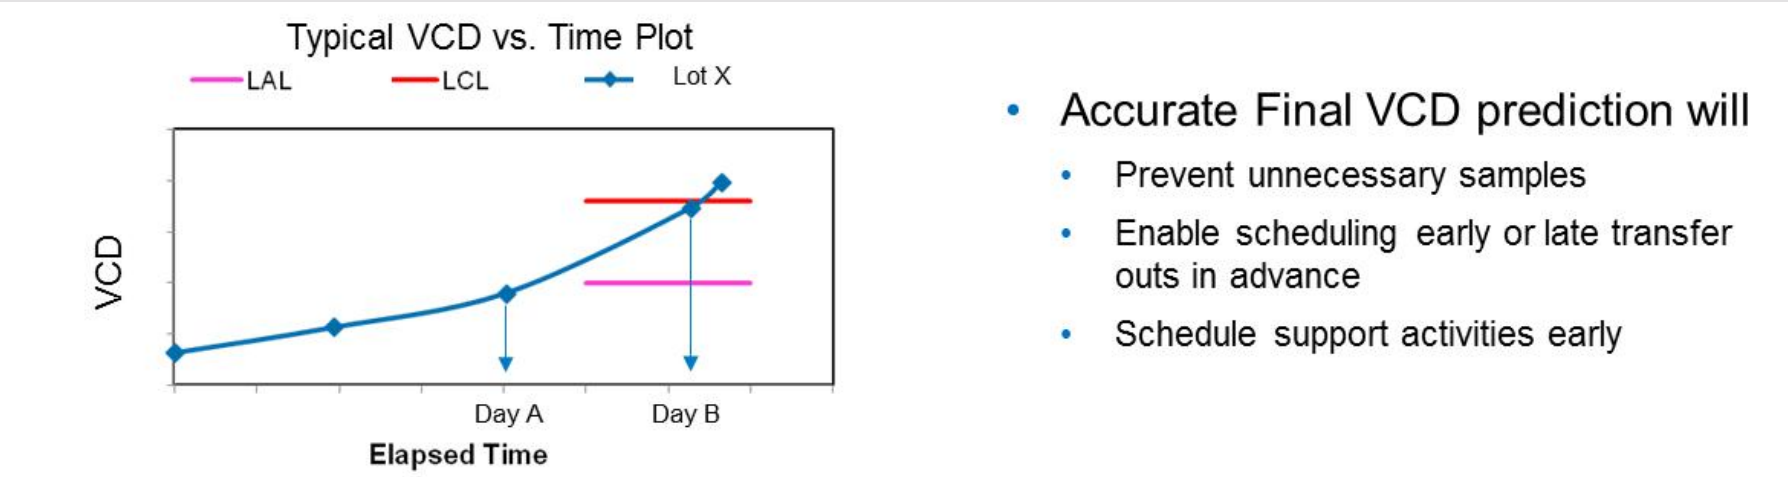 Typical VCD vs. Time Plot
LAL LCL Lot X
VCD
Day A Day B
Elapsed Time
• Accurate Final VCD prediction will
• Prevent unnecessary samples
• Enable scheduling early or late transfer
outs in advance
• Schedule support activities early